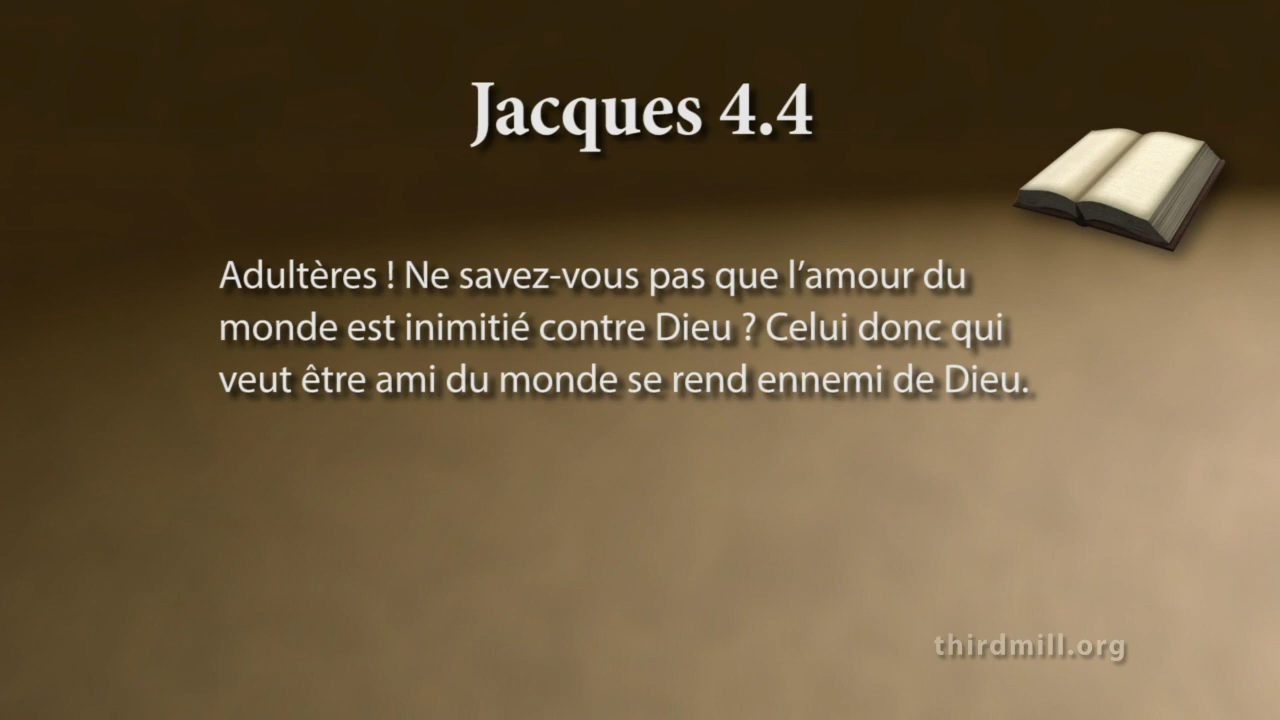 Jacques 4.4
Adultères ! Ne savez-vous pas que l’amour du
monde est inimitié contre Dieu ? Celui donc qui
veut être ami du monde se rend ennemi de Dieu.
thirdmill.org